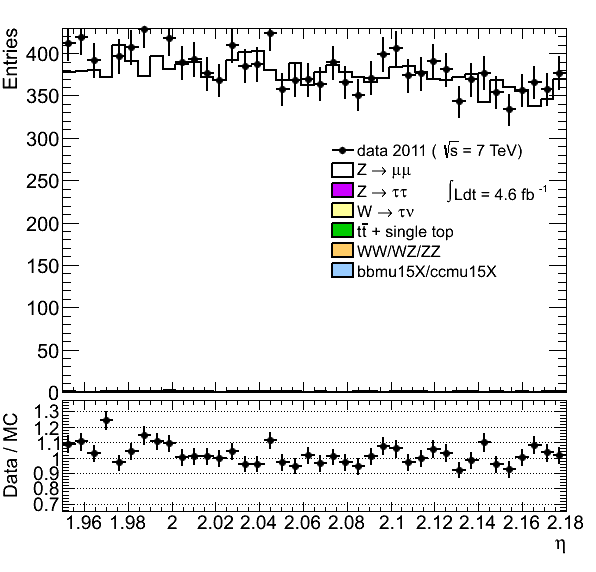 Entries
400
350
300
250
200
150
100
50
0
data 2011 ( √s = 7 TeV)
Z → μμ
Z → ττ
∫Ldt = 4.6 fb⁻¹
W → τν
tt̄ + single top
WW/WZ/ZZ
bbmu15X/ccmu15X
Data / MC
1.3
1.2
1.1
1
0.9
0.8
0.7
1.96 1.98 2 2.02 2.04 2.06 2.08 2.1 2.12 2.14 2.16 2.18
η